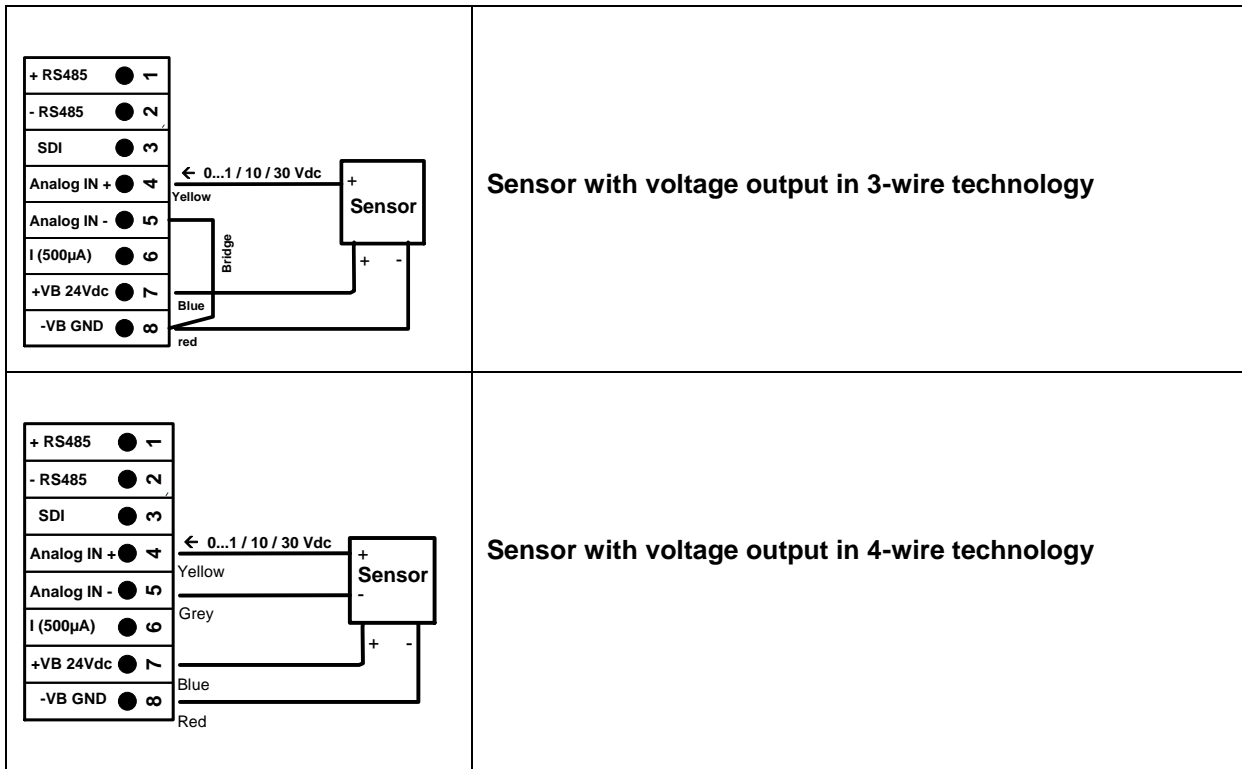 + RS485 1
- RS485 2
SDI 3
Analog IN + 4
Analog IN - 5
I (500µA) 6
+VB 24Vdc 7
-VB GND 8
← 0...1 / 10 / 30 Vdc
Yellow
Bridge
Blue
red
+
Sensor
+ -
Sensor with voltage output in 3-wire technology
+ RS485 1
- RS485 2
SDI 3
Analog IN + 4
Analog IN - 5
I (500µA) 6
+VB 24Vdc 7
-VB GND 8
← 0...1 / 10 / 30 Vdc
Yellow
Grey
Blue
Red
+
Sensor
-
+ -
Sensor with voltage output in 4-wire technology